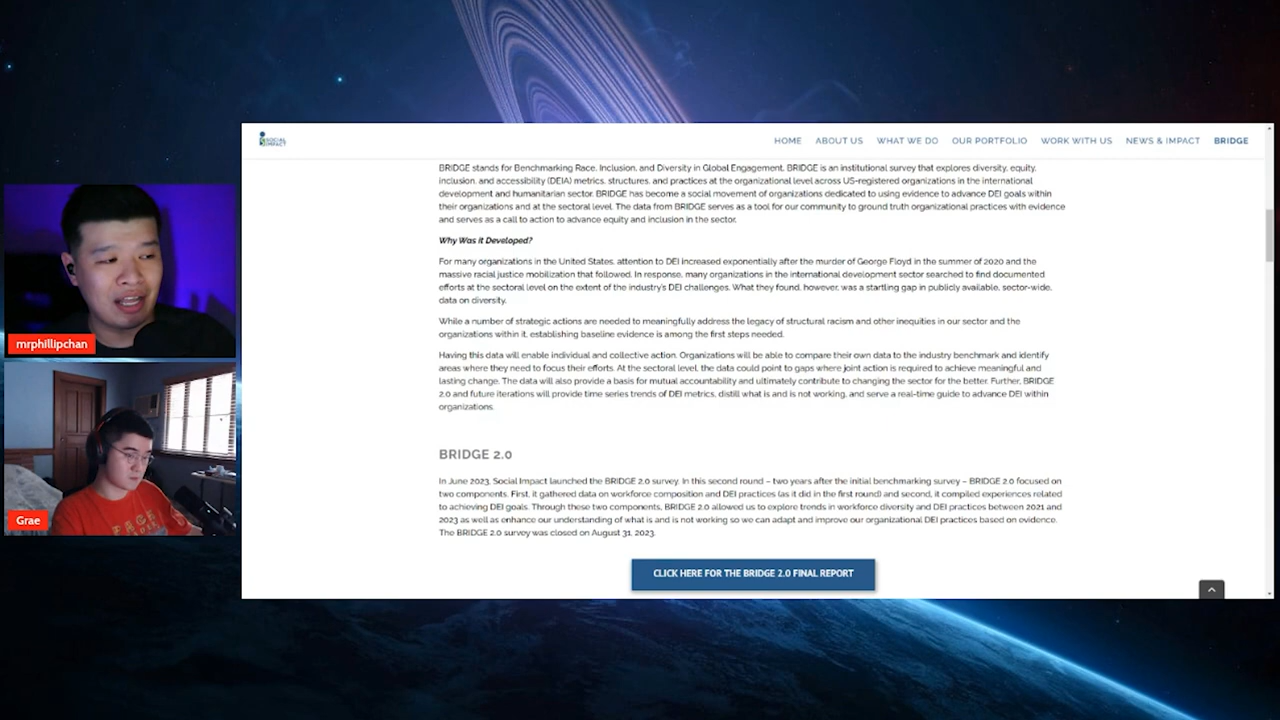 SOCIAL
IMPACT
HOME ABOUT US WHAT WE DO OUR PORTFOLIO WORK WITH US NEWS & IMPACT BRIDGE
BRIDGE stands for Benchmarking Race, Inclusion, and Diversity in Global Engagement. BRIDGE is an institutional survey that explores diversity, equity,
inclusion, and accessibility (DEIA) metrics, structures, and practices at the organizational level across US-registered organizations in the international
development and humanitarian sector. BRIDGE has become a social movement of organizations dedicated to using evidence to advance DEI goals within
their organizations and at the sectoral level. The data from BRIDGE serves as a tool for our community to ground truth organizational practices with evidence
and serves as a call to action to advance equity and inclusion in the sector.
Why Was it Developed?
For many organizations in the United States, attention to DEI increased exponentially after the murder of George Floyd in the summer of 2020 and the
massive racial justice mobilization that followed. In response, many organizations in the international development sector searched to find documented
efforts at the sectoral level on the extent of the industry's DEI challenges. What they found, however, was a startling gap in publicly available, sector-wide,
data on diversity.
While a number of strategic actions are needed to meaningfully address the legacy of structural racism and other inequities in our sector and the
organizations within it, establishing baseline evidence is among the first steps needed.
Having this data will enable individual and collective action. Organizations will be able to compare their own data to the industry benchmark and identify
areas where they need to focus their efforts. At the sectoral level, the data could point to gaps where joint action is required to achieve meaningful and
lasting change. The data will also provide a basis for mutual accountability and ultimately contribute to changing the sector for the better. Further, BRIDGE
2.0 and future iterations will provide time series trends of DEI metrics, distill what is and is not working, and serve a real-time guide to advance DEI within
organizations.
BRIDGE 2.0
In June 2023, Social Impact launched the BRIDGE 2.0 survey. In this second round – two years after the initial benchmarking survey – BRIDGE 2.0 focused on
two components. First, it gathered data on workforce composition and DEI practices (as it did in the first round) and second, it compiled experiences related
to achieving DEI goals. Through these two components, BRIDGE 2.0 allowed us to explore trends in workforce diversity and DEI practices between 2021 and
2023 as well as enhance our understanding of what is and is not working so we can adapt and improve our organizational DEI practices based on evidence.
The BRIDGE 2.0 survey was closed on August 31, 2023.
CLICK HERE FOR THE BRIDGE 2.0 FINAL REPORT
mrphillipchan
Grae